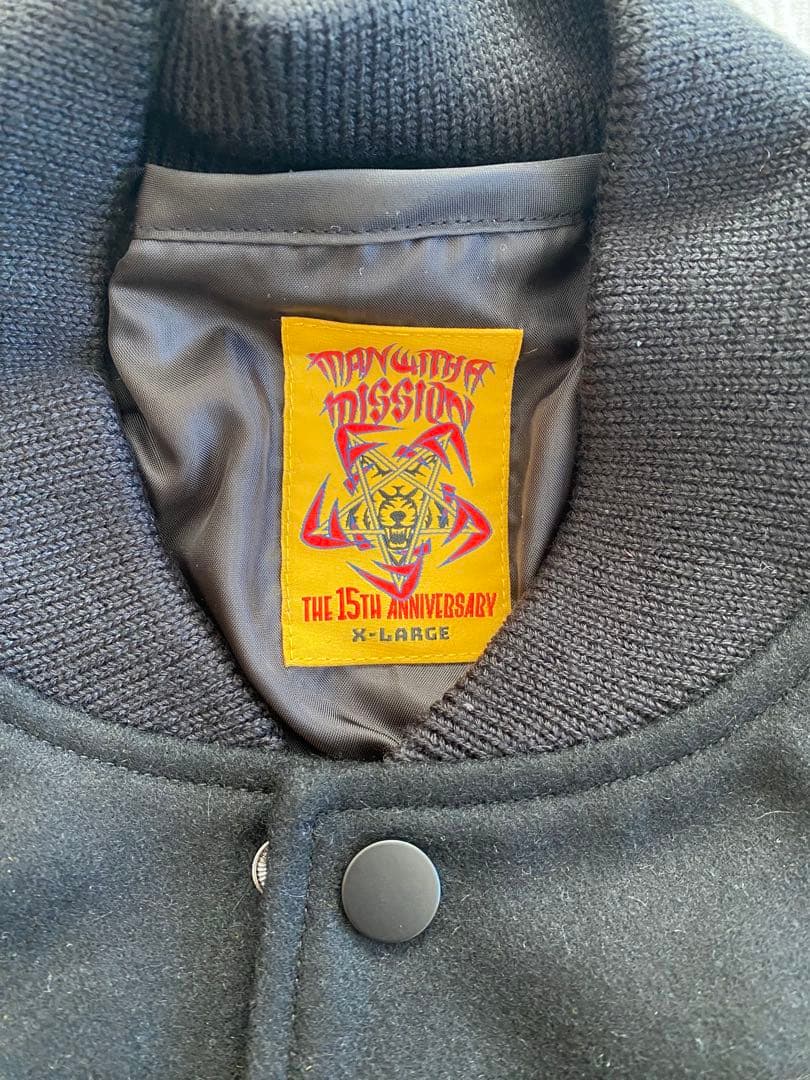 MAN WITH A
MISSION
THE 15TH ANNIVERSARY
X-LARGE